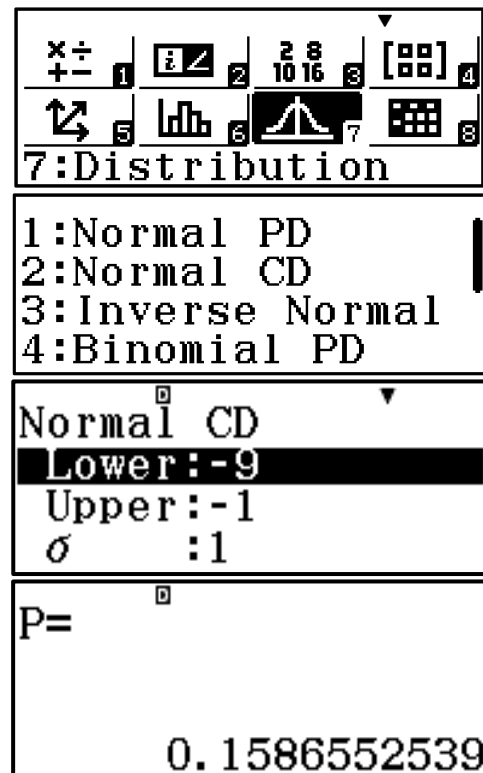 ×÷+− 1 i∠ 2 2 8 10 16 3 [ ] 4
5 6 7 8
7:Distribution
1:Normal PD
2:Normal CD
3:Inverse Normal
4:Binomial PD
D
Normal CD
Lower:-9
Upper:-1
σ :1
D
P=
0.1586552539